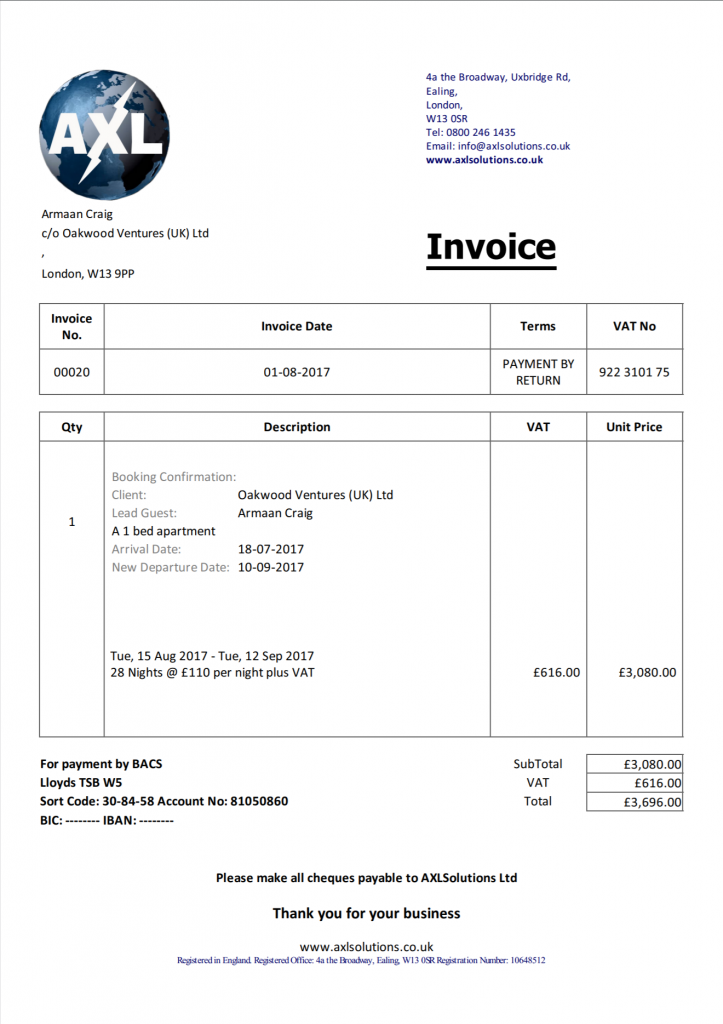 AXL
4a the Broadway, Uxbridge Rd,
Ealing,
London,
W13 0SR
Tel: 0800 246 1435
Email: info@axlsolutions.co.uk
www.axlsolutions.co.uk
Armaan Craig
c/o Oakwood Ventures (UK) Ltd
,
London, W13 9PP
Invoice
Invoice No. Invoice Date Terms VAT No
00020 01-08-2017 PAYMENT BY RETURN 922 3101 75
Qty Description VAT Unit Price
Booking Confirmation:
Client: Oakwood Ventures (UK) Ltd
Lead Guest: Armaan Craig
1
A 1 bed apartment
Arrival Date: 18-07-2017
New Departure Date: 10-09-2017
Tue, 15 Aug 2017 - Tue, 12 Sep 2017
28 Nights @ £110 per night plus VAT £616.00 £3,080.00
For payment by BACS SubTotal £3,080.00
Lloyds TSB W5 VAT £616.00
Sort Code: 30-84-58 Account No: 81050860 Total £3,696.00
BIC: -------- IBAN: --------
Please make all cheques payable to AXLSolutions Ltd
Thank you for your business
www.axlsolutions.co.uk
Registered in England. Registered Office: 4a the Broadway, Ealing, W13 0SR Registration Number: 10648512